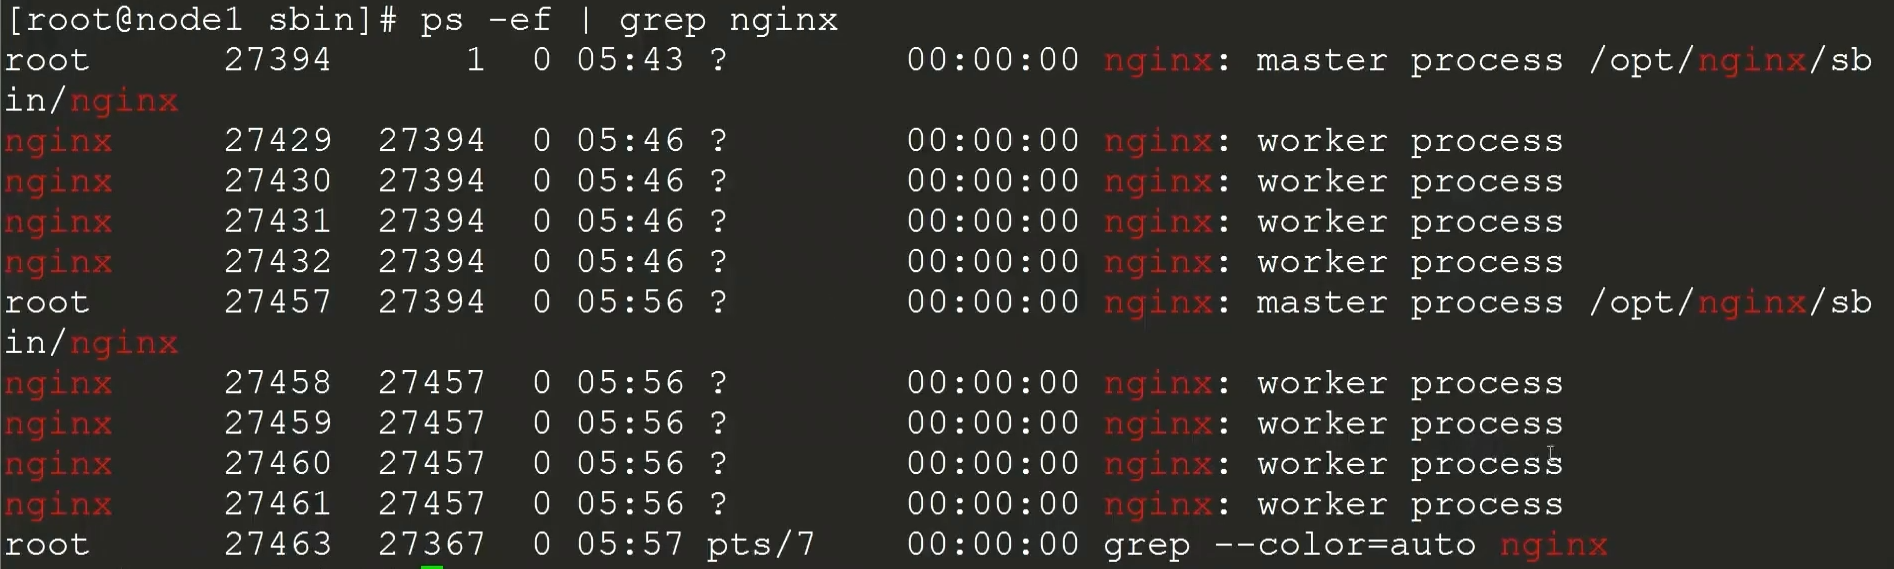 [root@node1 sbin]# ps -ef | grep nginx
root     27394     1  0 05:43 ?        00:00:00 nginx: master process /opt/nginx/sb
in/nginx
nginx    27429 27394  0 05:46 ?        00:00:00 nginx: worker process
nginx    27430 27394  0 05:46 ?        00:00:00 nginx: worker process
nginx    27431 27394  0 05:46 ?        00:00:00 nginx: worker process
nginx    27432 27394  0 05:46 ?        00:00:00 nginx: worker process
root     27457 27394  0 05:56 ?        00:00:00 nginx: master process /opt/nginx/sb
in/nginx
nginx    27458 27457  0 05:56 ?        00:00:00 nginx: worker process
nginx    27459 27457  0 05:56 ?        00:00:00 nginx: worker process
nginx    27460 27457  0 05:56 ?        00:00:00 nginx: worker process
nginx    27461 27457  0 05:56 ?        00:00:00 nginx: worker process
root     27463 27367  0 05:57 pts/7    00:00:00 grep --color=auto nginx